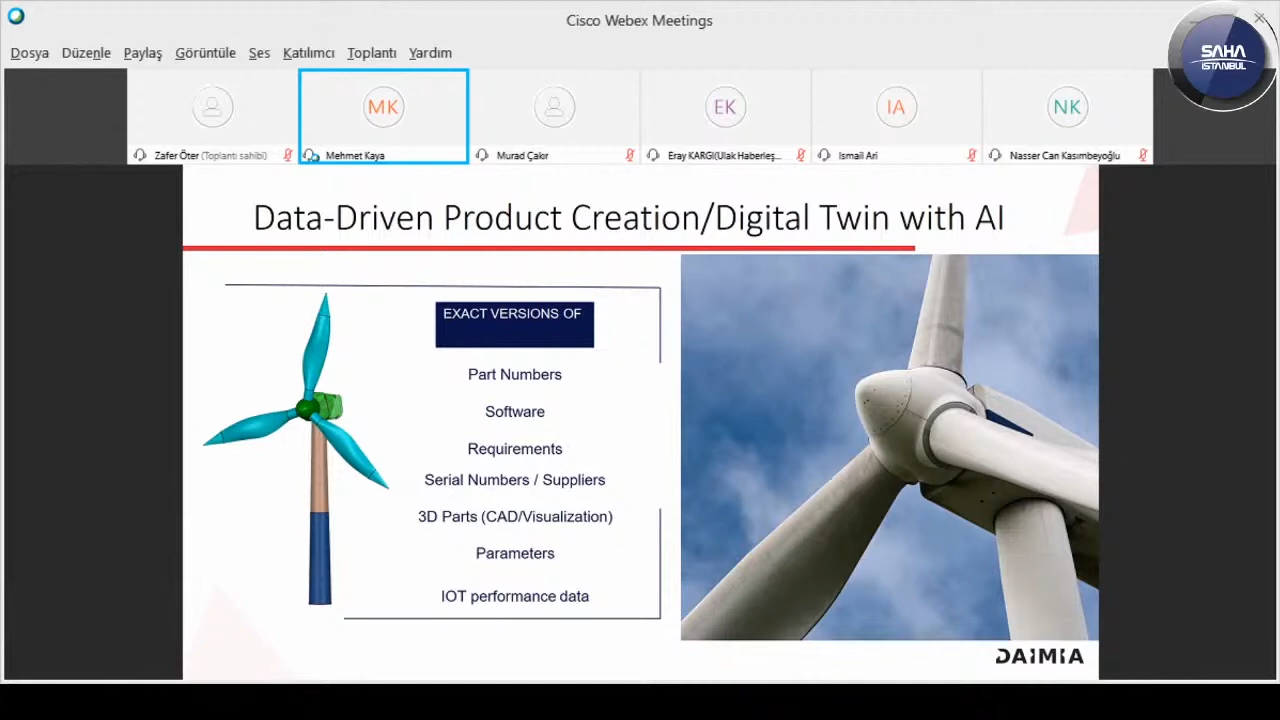 Cisco Webex Meetings
SAHA
İSTANBUL
Dosya Düzenle Paylaş Görüntüle Ses Katılımcı Toplantı Yardım
MK
EK
IA
NK
Zafer Öter (Toplantı sahibi)
Mehmet Kaya
Murad Çakır
Eray KARGI(Ulak Haberleş...
Ismail Ari
Nasser Can Kasımbeyoğlu
Data-Driven Product Creation/Digital Twin with AI
EXACT VERSIONS OF
Part Numbers
Software
Requirements
Serial Numbers / Suppliers
3D Parts (CAD/Visualization)
Parameters
IOT performance data
DAIMIA